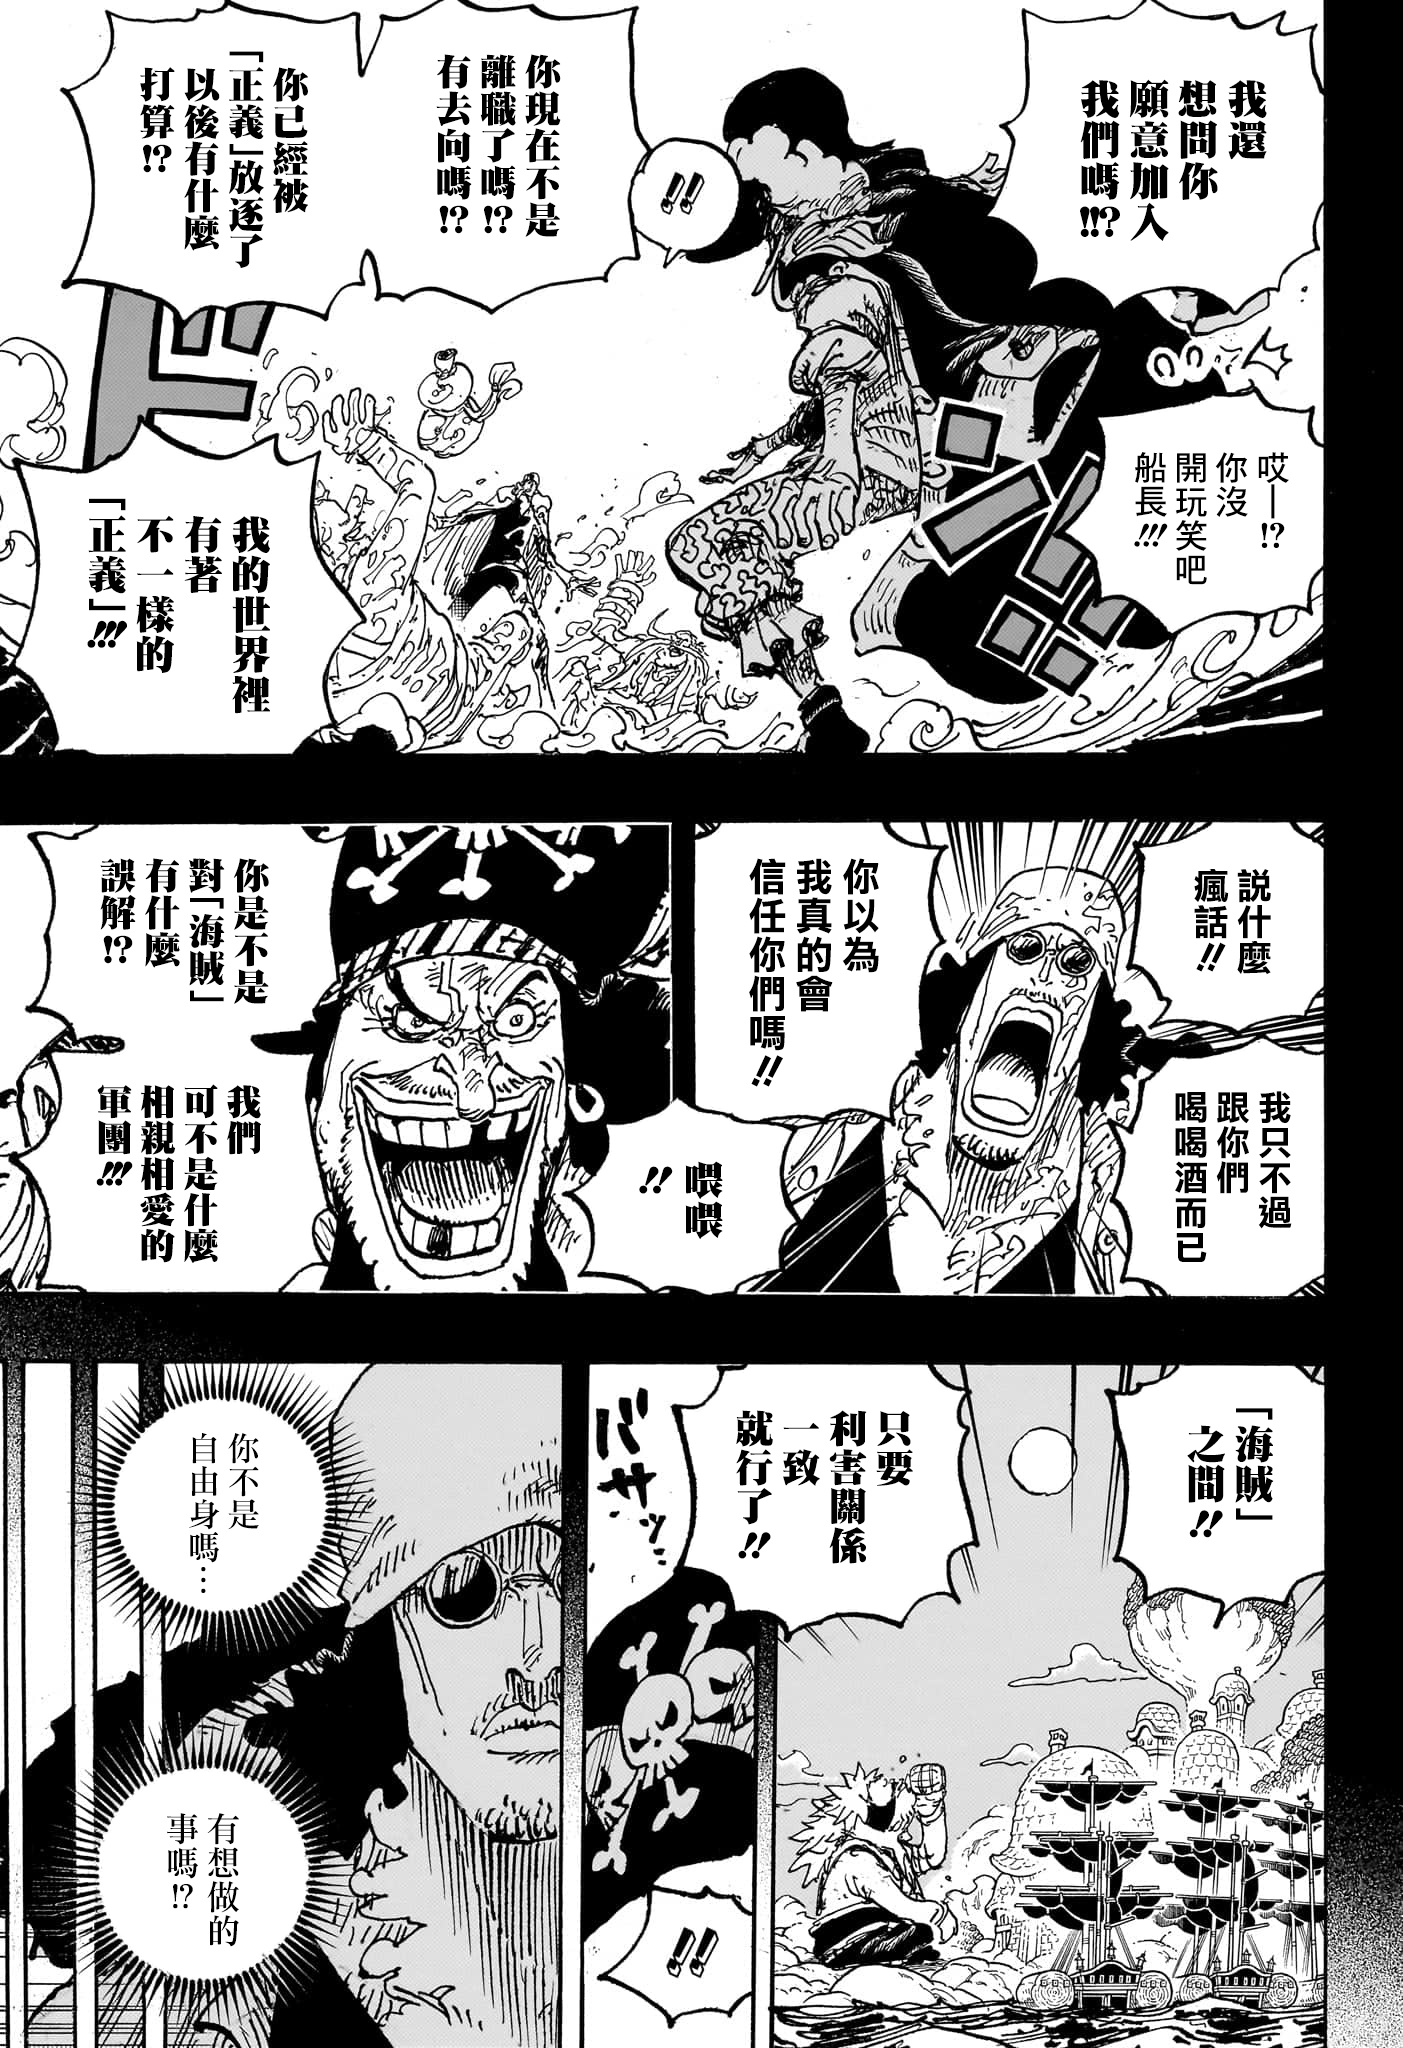 我還
想問你
願意加入
我們嗎!!?
哎—!?
你沒
開玩笑吧
船長!!!
!!
你現在不是
離職了嗎!?
有去向嗎!?
你已經被
「正義」放逐了
以後有什麼
打算!?
ド
ン
我的世界裡
有著
不一樣的
「正義」!!!
説什麼
瘋話!!
我只不過
跟你們
喝喝酒而已
你以為
我真的會
信任你們嗎!!
喂喂
!!
你是不是
對「海賊」
有什麼
誤解!?
我們
可不是什麼
相親相愛的
軍團!!!
「海賊」
之間!!
只要
利害關係
一致
就行了!!
バサッ
!!
你不是
自由身嗎…
有想做的
事嗎!?